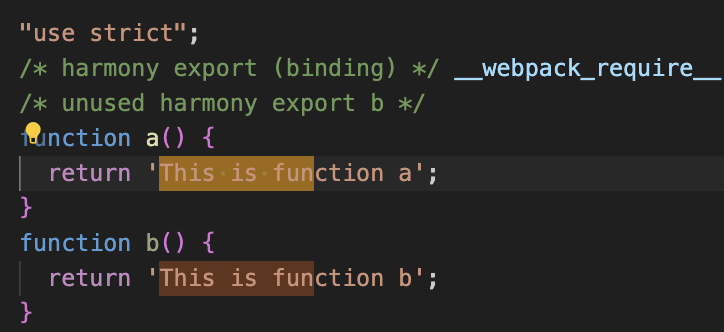 "use strict";
/* harmony export (binding) */ __webpack_require__
/* unused harmony export b */
function a() {
  return 'This is function a';
}
function b() {
  return 'This is function b';
}